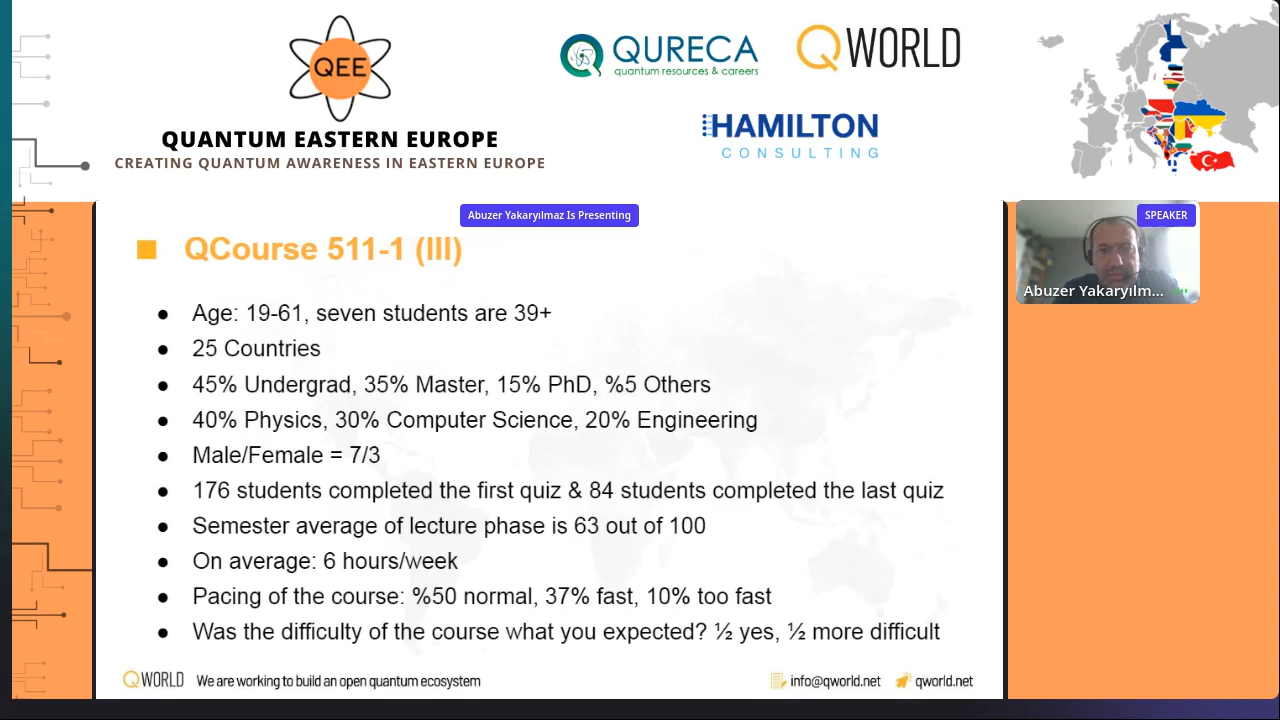 QEE
QUANTUM EASTERN EUROPE
CREATING QUANTUM AWARENESS IN EASTERN EUROPE
QURECA
quantum resources & careers
QWORLD
HAMILTON
CONSULTING
Abuzer Yakaryılmaz Is Presenting
SPEAKER
Abuzer Yakaryılm...
QCourse 511-1 (III)
● Age: 19-61, seven students are 39+
● 25 Countries
● 45% Undergrad, 35% Master, 15% PhD, %5 Others
● 40% Physics, 30% Computer Science, 20% Engineering
● Male/Female = 7/3
● 176 students completed the first quiz & 84 students completed the last quiz
● Semester average of lecture phase is 63 out of 100
● On average: 6 hours/week
● Pacing of the course: %50 normal, 37% fast, 10% too fast
● Was the difficulty of the course what you expected? ½ yes, ½ more difficult
QWORLD We are working to build an open quantum ecosystem
info@qworld.net qworld.net